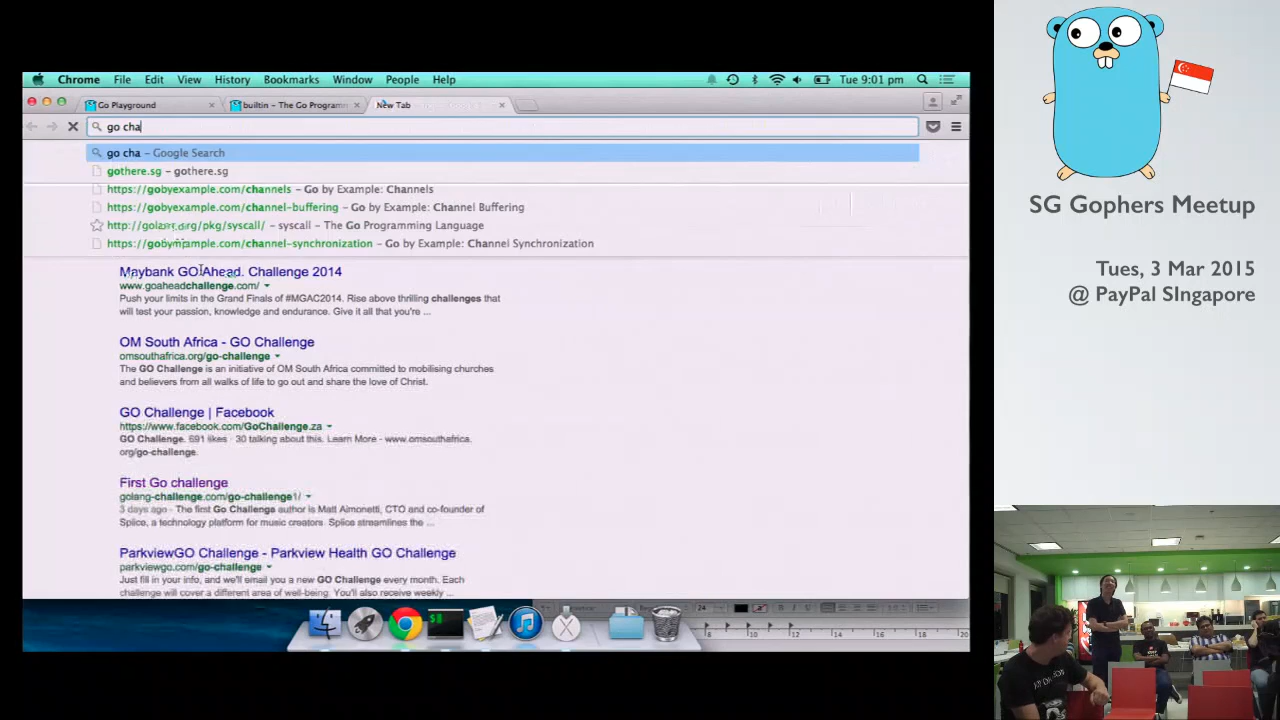 Chrome File Edit View History Bookmarks Window People Help Tue 9:01 pm
Go Playground
builtin - The Go Programm
New Tab
go cha
go cha - Google Search
gothere.sg - gothere.sg
https://gobyexample.com/channels - Go by Example: Channels
https://gobyexample.com/channel-buffering - Go by Example: Channel Buffering
http://golang.org/pkg/syscall/ - syscall - The Go Programming Language
https://gobyexample.com/channel-synchronization - Go by Example: Channel Synchronization
Maybank GO Ahead. Challenge 2014
www.goaheadchallenge.com/
Push your limits in the Grand Finals of #MGAC2014. Rise above thrilling challenges that
will test your passion, knowledge and endurance. Give it all that you're ...
OM South Africa - GO Challenge
omsouthafrica.org/go-challenge
The GO Challenge is an initiative of OM South Africa committed to mobilising churches
and believers from all walks of life to go out and share the love of Christ.
GO Challenge | Facebook
https://www.facebook.com/GoChallenge.za
GO Challenge. 691 likes · 30 talking about this. Learn More - www.omsouthafrica.
org/go-challenge.
First Go challenge
golang-challenge.com/go-challenge1/
3 days ago - The first Go Challenge author is Matt Aimonetti, CTO and co-founder of
Splice, a technology platform for music creators. Splice streamlines the ...
ParkviewGO Challenge - Parkview Health GO Challenge
parkviewgo.com/go-challenge
Just fill in your info, and we'll email you a new GO Challenge every month. Each
challenge will cover a different area of well-being. You'll also receive weekly ...
24
8 10 12 14 16 18 20
SG Gophers Meetup
Tues, 3 Mar 2015
@ PayPal SIngapore